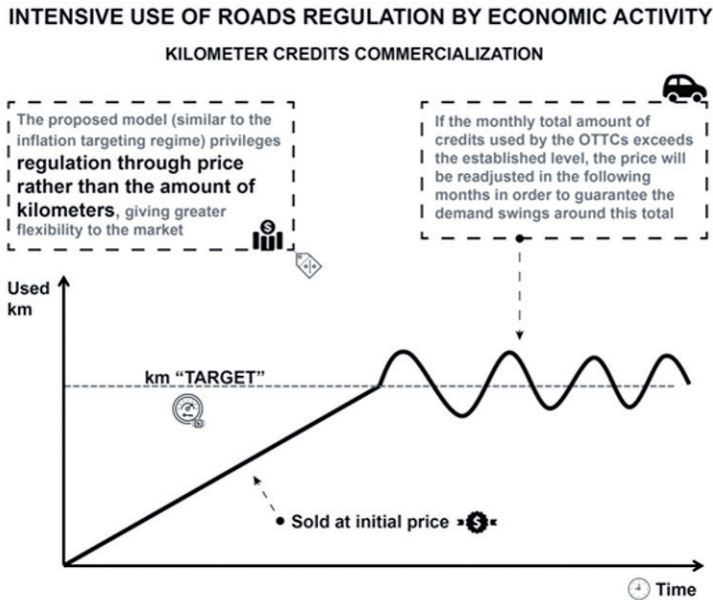 INTENSIVE USE OF ROADS REGULATION BY ECONOMIC ACTIVITY
KILOMETER CREDITS COMMERCIALIZATION
The proposed model (similar to the
inflation targeting regime) privileges
regulation through price
rather than the amount of
kilometers, giving greater
flexibility to the market
If the monthly total amount of
credits used by the OTTCs exceeds
the established level, the price will
be readjusted in the following
months in order to guarantee the
demand swings around this total
Used
km
km “TARGET”
Sold at initial price
Time